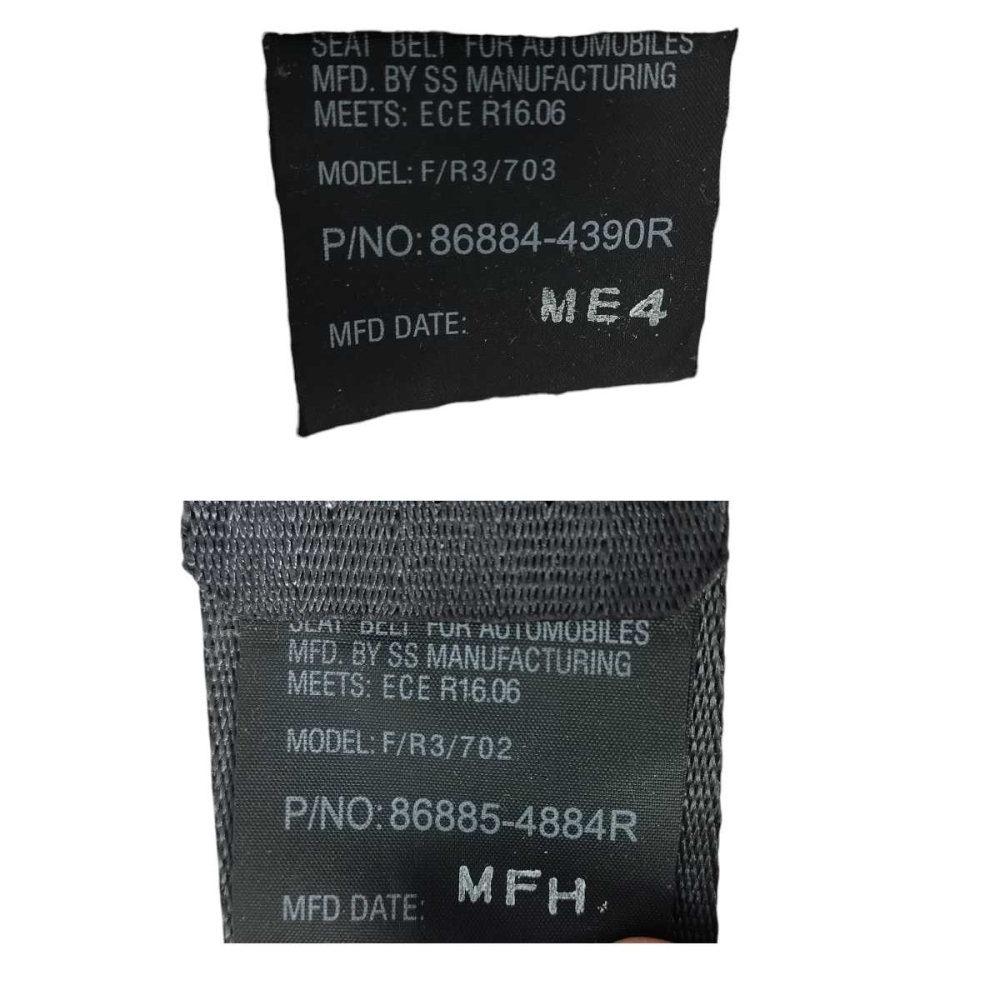 SEAT BELT FOR AUTOMOBILES
MFD. BY SS MANUFACTURING
MEETS: ECE R16.06
MODEL: F/R3/703
P/NO: 86884-4390R
MFD DATE: ME4
SEAT BELT FOR AUTOMOBILES
MFD. BY SS MANUFACTURING
MEETS: ECE R16.06
MODEL: F/R3/702
P/NO: 86885-4884R
MFD DATE: MFH